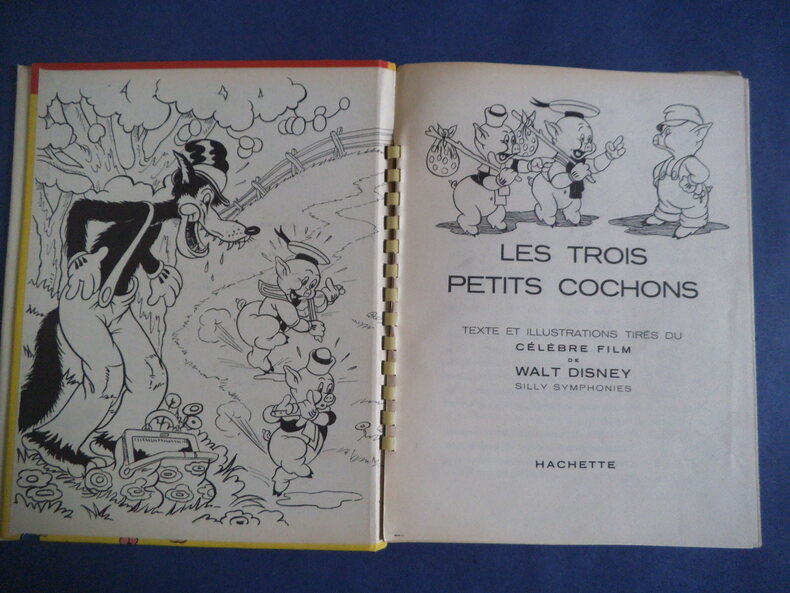 LES TROIS
PETITS COCHONS
TEXTE ET ILLUSTRATIONS TIRÉS DU
CÉLÈBRE FILM
DE
WALT DISNEY
SILLY SYMPHONIES
HACHETTE